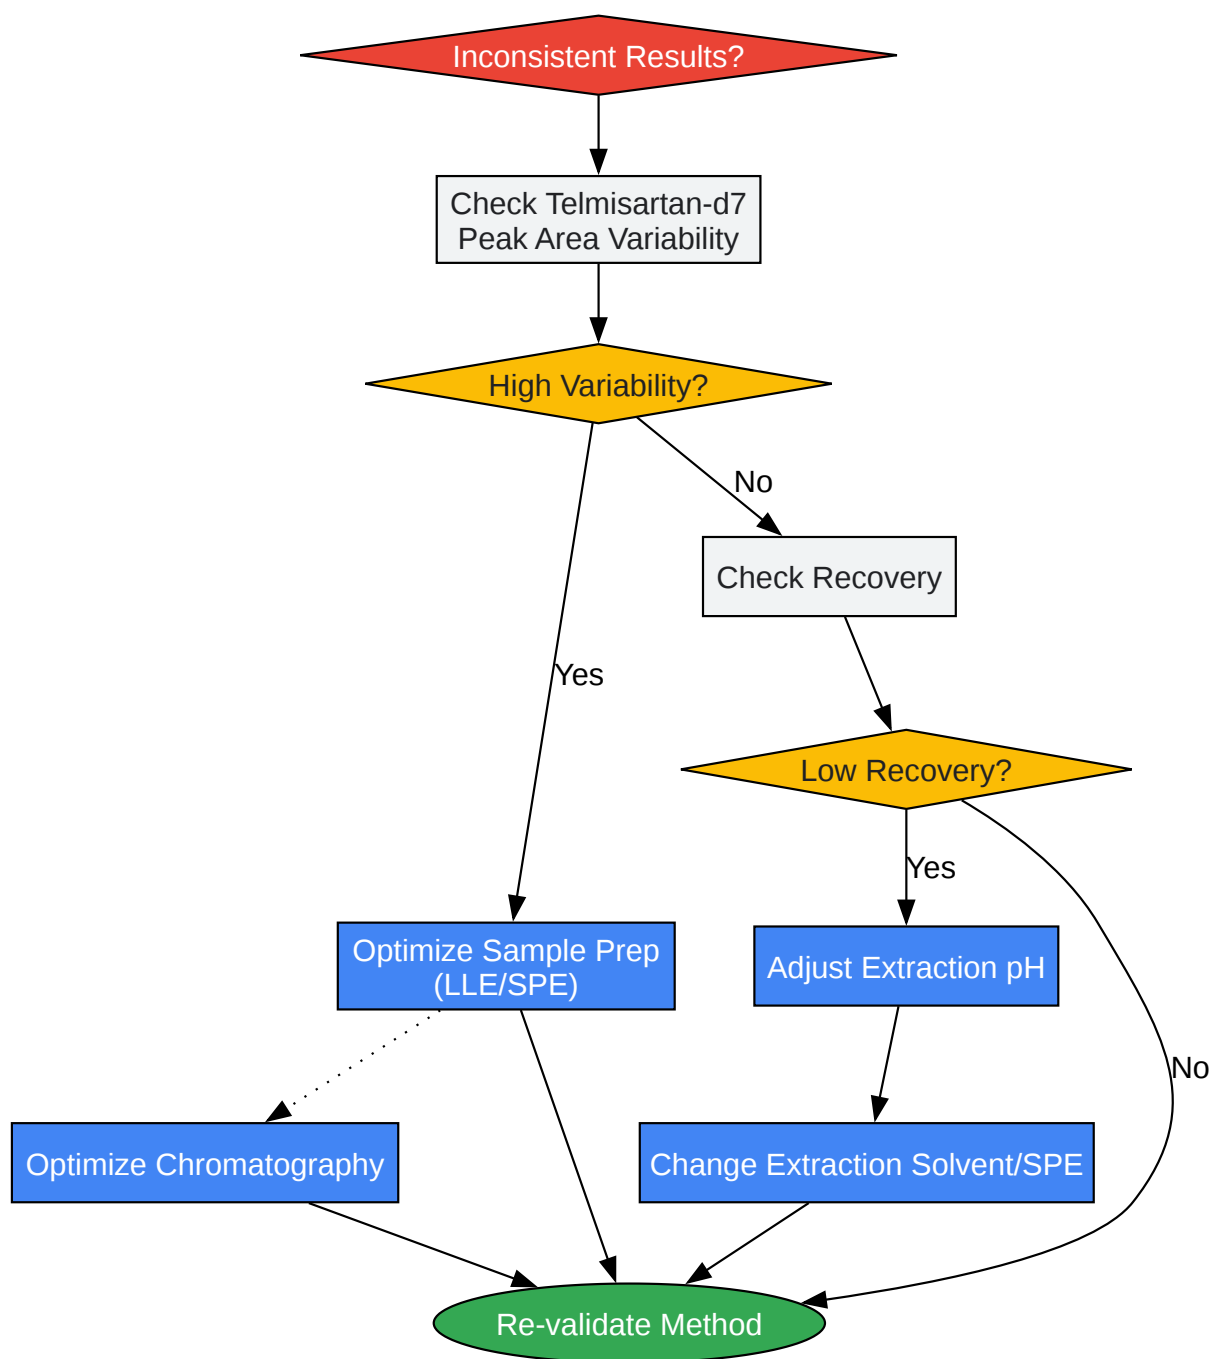 Inconsistent Results?
Check Telmisartan-d7
Peak Area Variability
High Variability?
No
Check Recovery
Yes
Low Recovery?
Yes
Optimize Sample Prep
(LLE/SPE)
Adjust Extraction pH
No
Optimize Chromatography
Change Extraction Solvent/SPE
Re-validate Method